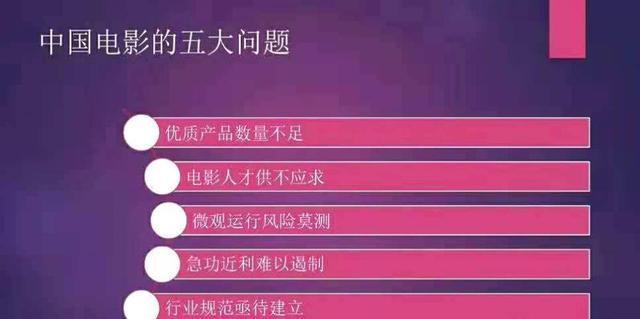 中国电影的五大问题
优质产品数量不足
电影人才供不应求
微观运行风险莫测
急功近利难以遏制
行业规范亟待建立